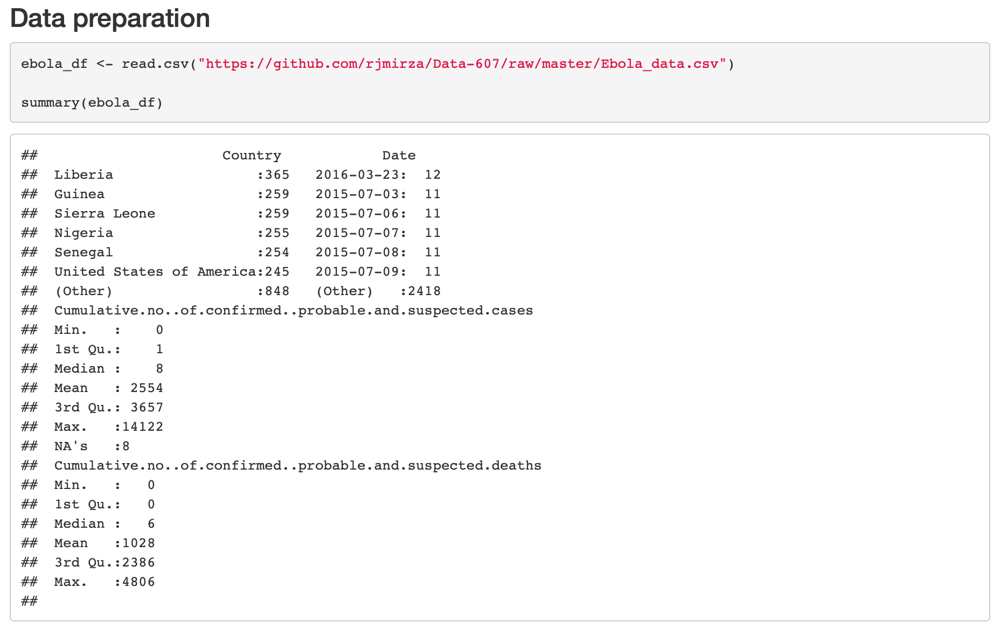 Data preparation
ebola_df <- read.csv("https://github.com/rjmirza/Data-607/raw/master/Ebola_data.csv")
summary(ebola_df)
##                      Country            Date
##  Liberia                 :365   2016-03-23:  12
##  Guinea                  :259   2015-07-03:  11
##  Sierra Leone            :259   2015-07-06:  11
##  Nigeria                 :255   2015-07-07:  11
##  Senegal                 :254   2015-07-08:  11
##  United States of America:245   2015-07-09:  11
##  (Other)                 :848   (Other)   :2418
##  Cumulative.no..of.confirmed..probable.and.suspected.cases
##  Min.   :    0
##  1st Qu.:    1
##  Median :    8
##  Mean   : 2554
##  3rd Qu.: 3657
##  Max.   :14122
##  NA's   :8
##  Cumulative.no..of.confirmed..probable.and.suspected.deaths
##  Min.   :   0
##  1st Qu.:   0
##  Median :   6
##  Mean   :1028
##  3rd Qu.:2386
##  Max.   :4806
##